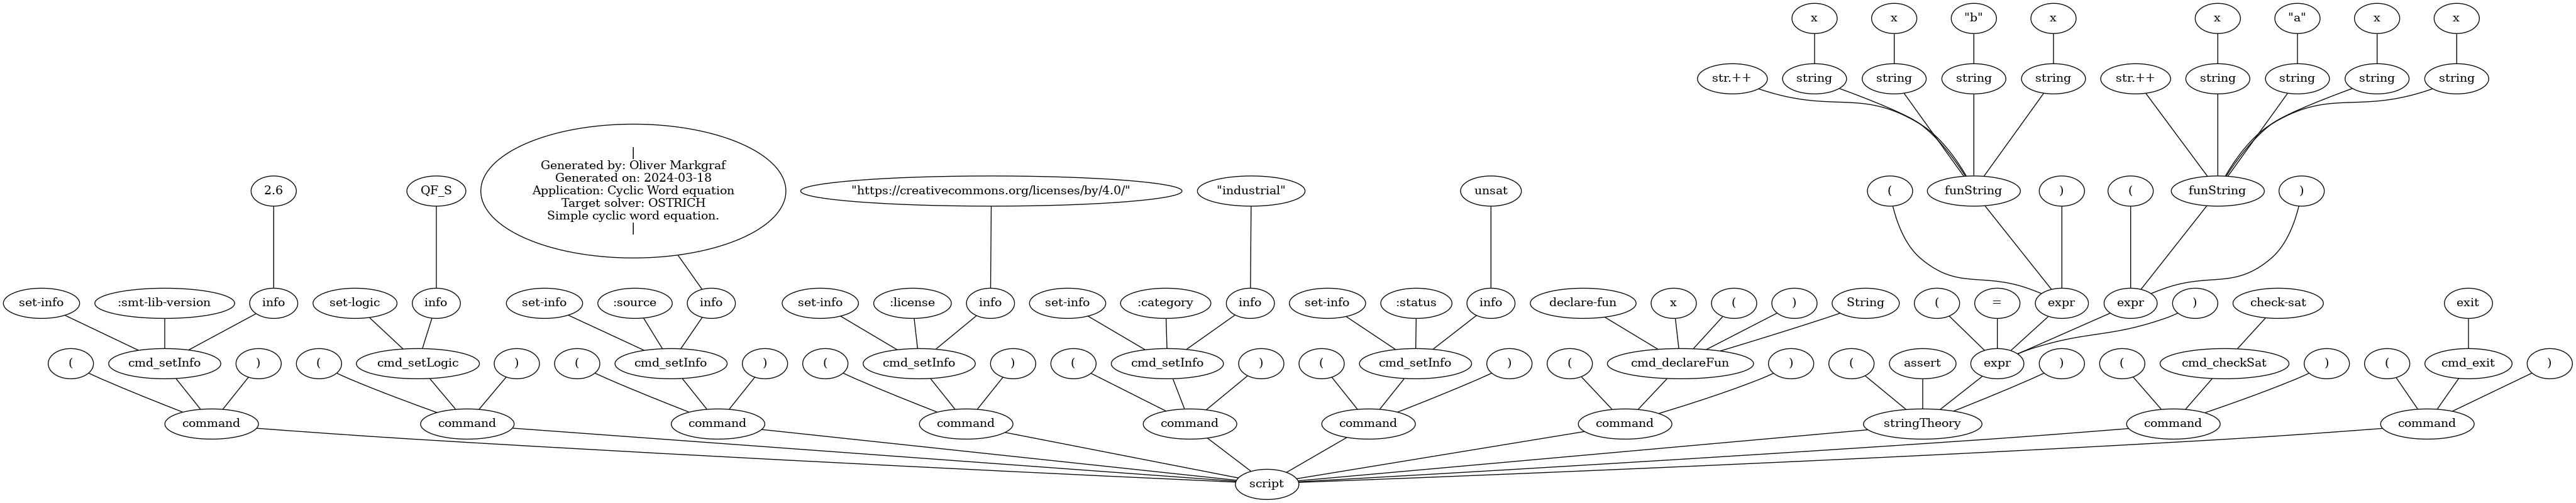 x x "b" x x "a" x x
str.++ string string string string str.++ string string string string
|
Generated by: Oliver Markgraf
Generated on: 2024-03-18
Application: Cyclic Word equation
Target solver: OSTRICH
Simple cyclic word equation.
|
2.6 QF_S "https://creativecommons.org/licenses/by/4.0/" "industrial" unsat ( funString ) ( funString )
set-info :smt-lib-version info set-logic info set-info :source info set-info :license info set-info :category info set-info :status info declare-fun x ( ) String ( = expr expr ) check-sat exit
( cmd_setInfo ) ( cmd_setLogic ) ( cmd_setInfo ) ( cmd_setInfo ) ( cmd_setInfo ) ( cmd_setInfo ) ( cmd_declareFun ) ( assert expr ) ( cmd_checkSat ) ( cmd_exit )
command command command command command command command stringTheory command command
script